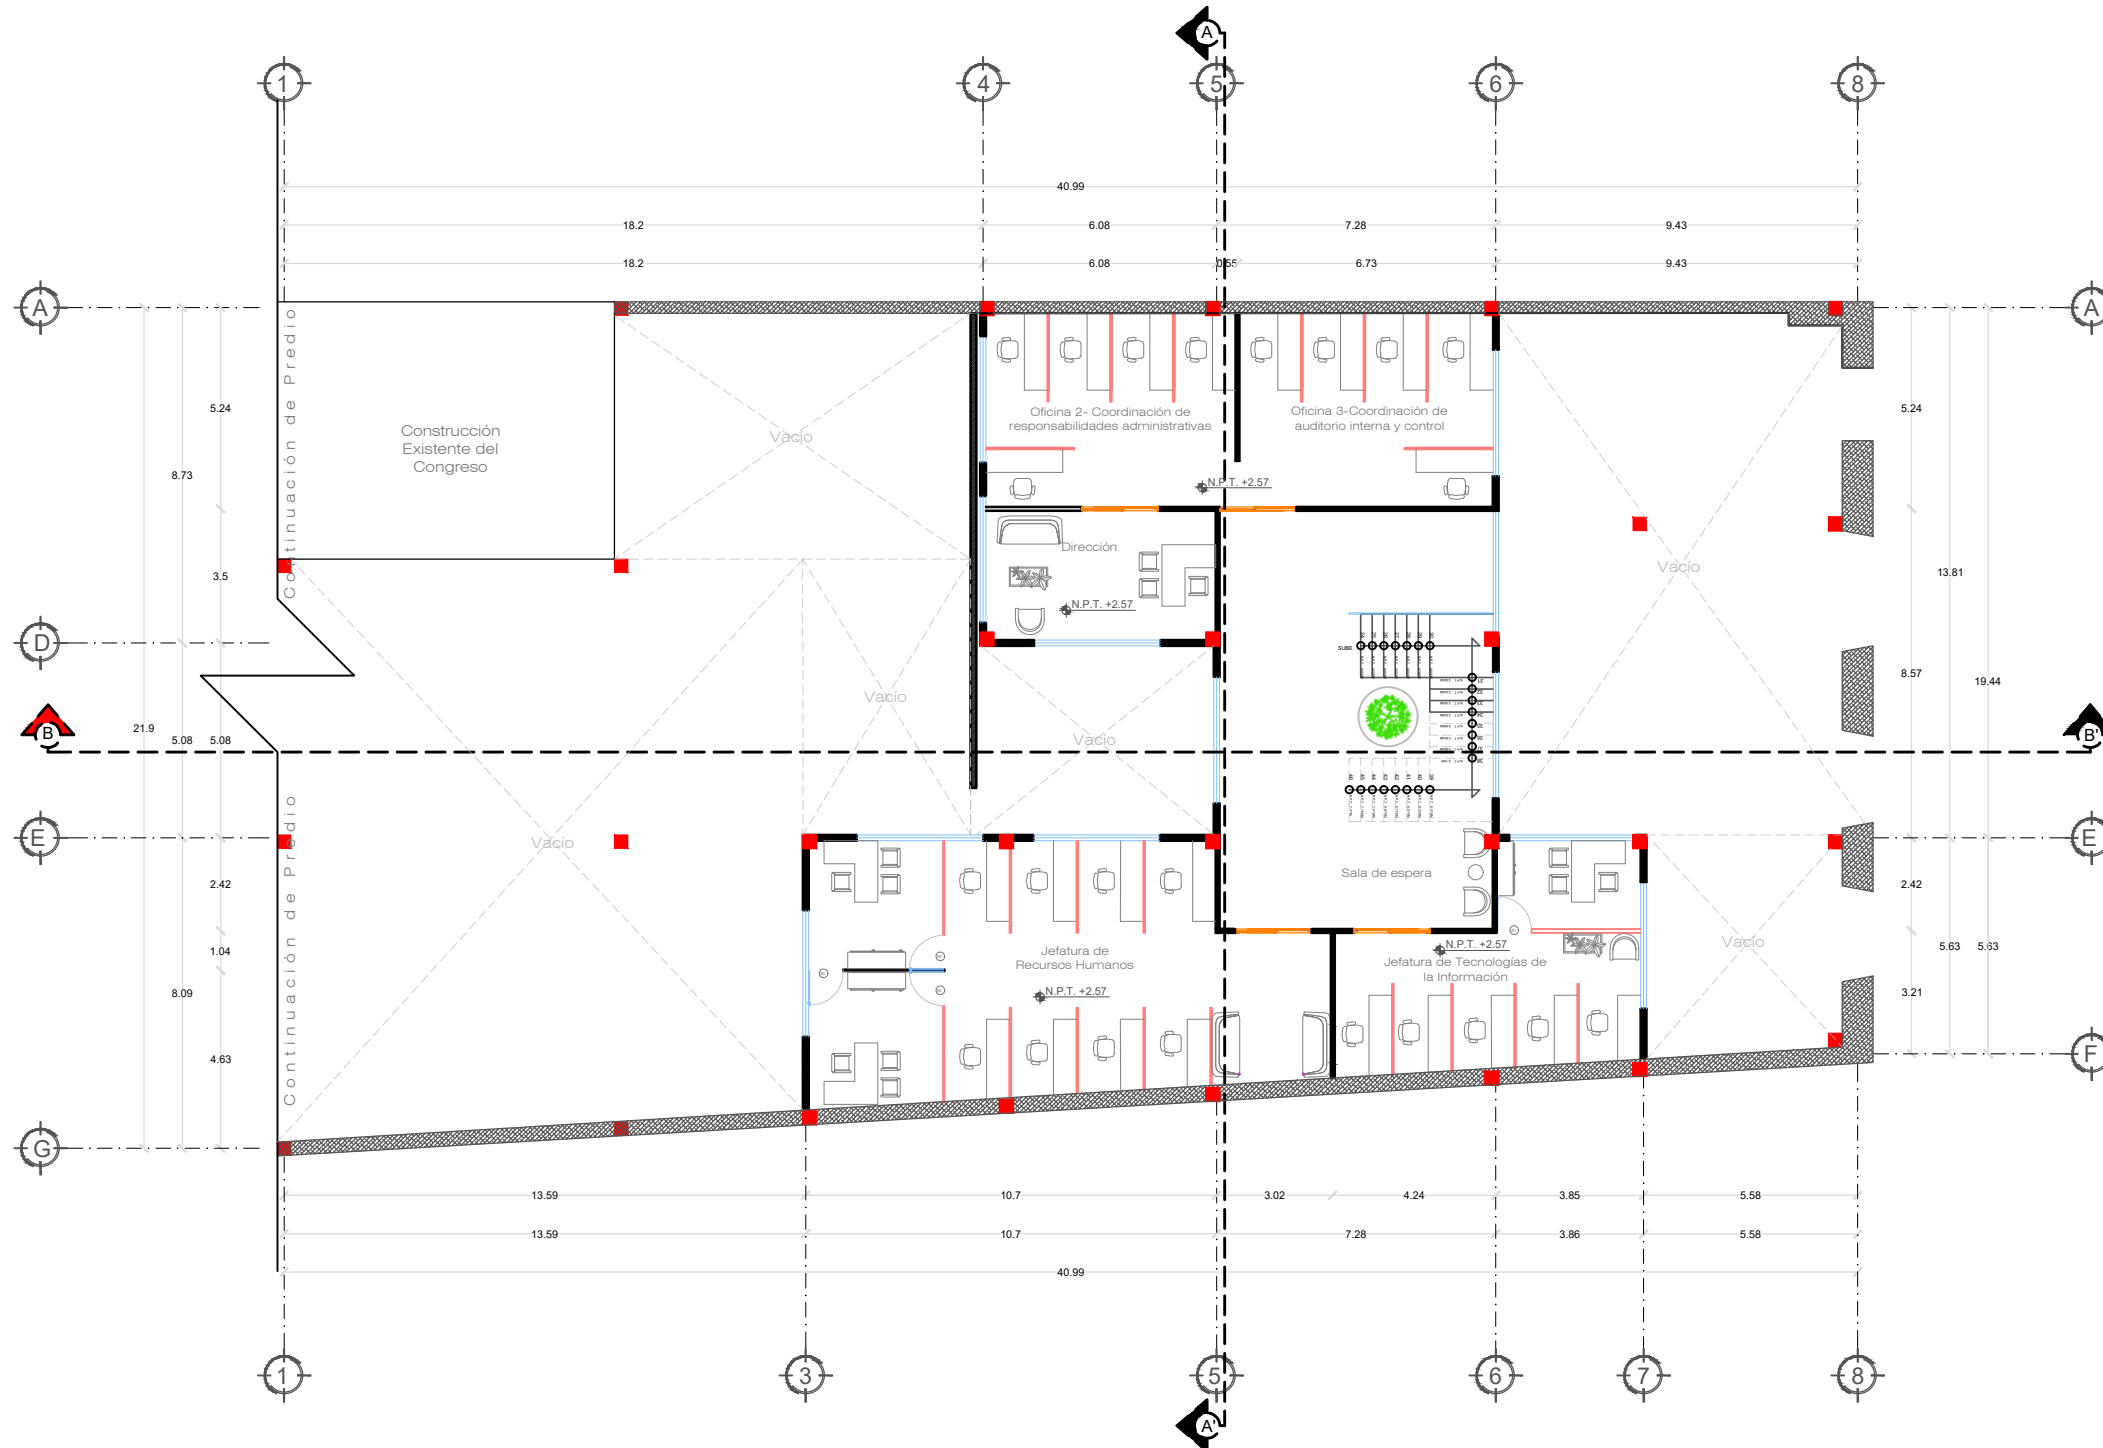 A
1
4
5
6
8
40.99
18.2
6.08
7.28
9.43
18.2
6.08
0.55
6.73
9.43
A
A
D
B
E
G
B'
E
F
Continuación de Predio
Continuación de Predio
Construcción
Existente del
Congreso
Vacío
Oficina 2- Coordinación de
responsabilidades administrativas
Oficina 3-Coordinación de
auditorio interna y control
N.P.T. +2.57
Dirección
N.P.T. +2.57
Vacío
SUBE
Vacío
Vacío
Vacío
Sala de espera
Jefatura de
Recursos Humanos
N.P.T. +2.57
N.P.T. +2.57
Jefatura de Tecnologías de
la Información
Vacío
5.24
8.73
3.5
21.9
5.08
5.08
2.42
1.04
8.09
4.63
5.24
13.81
8.57
19.44
2.42
5.63
5.63
3.21
13.59
10.7
3.02
4.24
3.85
5.58
13.59
10.7
7.28
3.86
5.58
40.99
1
3
5
6
7
8
A'